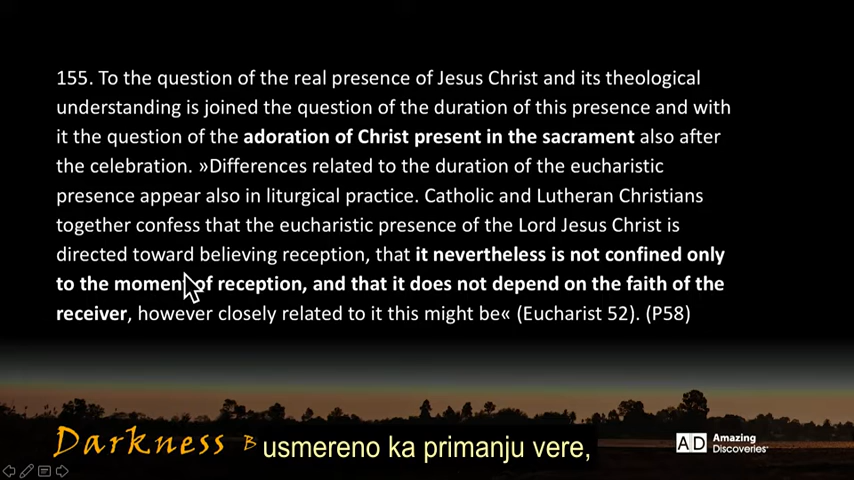 155. To the question of the real presence of Jesus Christ and its theological
understanding is joined the question of the duration of this presence and with
it the question of the adoration of Christ present in the sacrament also after
the celebration. »Differences related to the duration of the eucharistic
presence appear also in liturgical practice. Catholic and Lutheran Christians
together confess that the eucharistic presence of the Lord Jesus Christ is
directed toward believing reception, that it nevertheless is not confined only
to the moment of reception, and that it does not depend on the faith of the
receiver, however closely related to it this might be« (Eucharist 52). (P58)
Darkness B
usmereno ka primanju vere,
AD Amazing
Discoveries